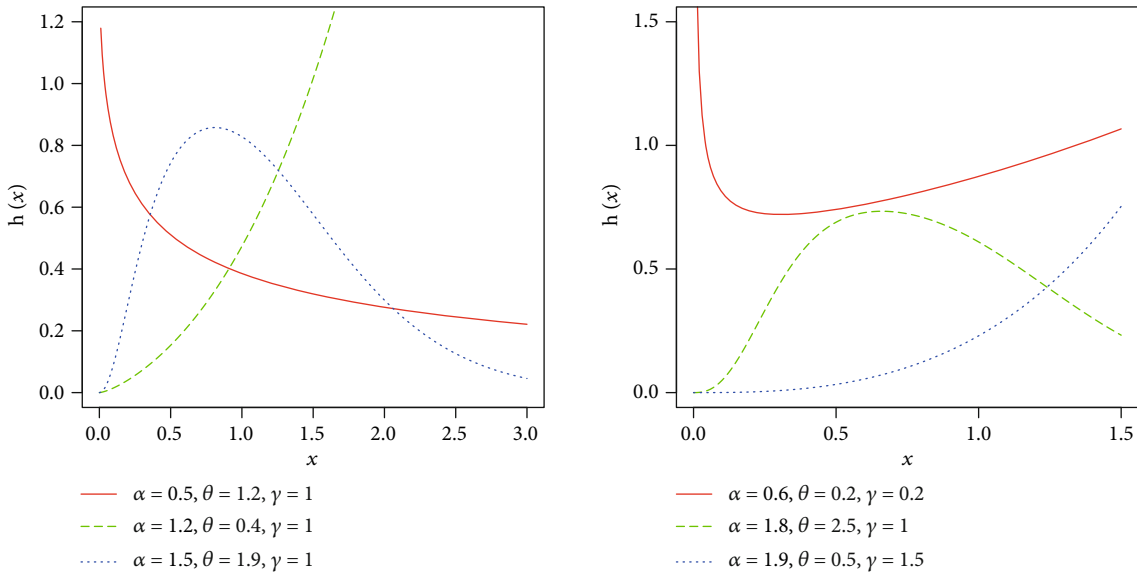 1.2
1.0
0.8
0.6
0.4
0.2
0.0
h (x)
0.0 0.5 1.0 1.5 2.0 2.5 3.0
x
α = 0.5, θ = 1.2, γ = 1
α = 1.2, θ = 0.4, γ = 1
α = 1.5, θ = 1.9, γ = 1
1.5
1.0
0.5
0.0
h (x)
0.0 0.5 1.0 1.5
x
α = 0.6, θ = 0.2, γ = 0.2
α = 1.8, θ = 2.5, γ = 1
α = 1.9, θ = 0.5, γ = 1.5